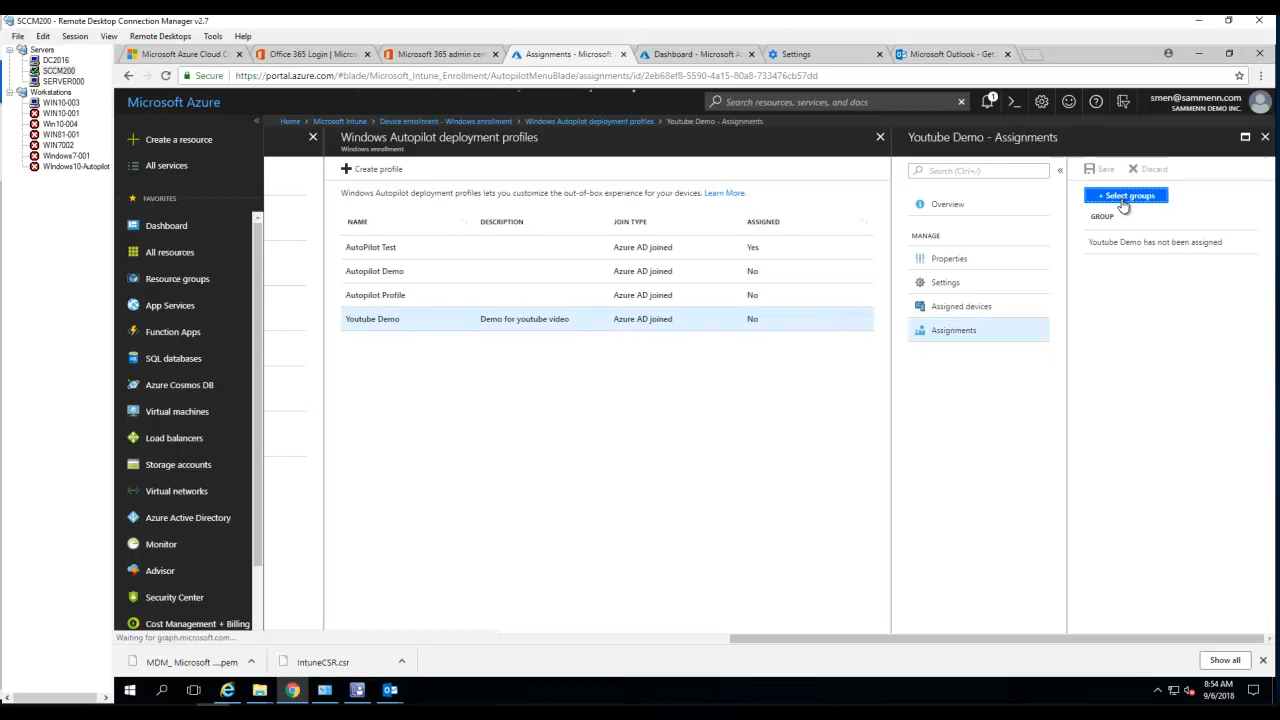 SCCM200 - Remote Desktop Connection Manager v2.7
File Edit Session View Remote Desktops Tools Help
Servers
DC2016
SCCM200
SERVER000
Workstations
WIN10-003
WIN10-001
Win10-004
WIN81-001
WIN7002
Windows7-001
Windows10-Autopilot
Microsoft Azure Cloud C
Office 365 Login | Micro
Microsoft 365 admin cen
Assignments - Microsoft
Dashboard - Microsoft A
Settings
Microsoft Outlook - Get
Secure https://portal.azure.com/#blade/Microsoft_Intune_Enrollment/AutopilotMenuBlade/assignments/id/2eb68ef8-5590-4a15-a528-733476cb57dd
Microsoft Azure
Search resources, services, and docs
1
smen@sammenn.com
SAMMENN DEMO INC.
Home Microsoft Intune Device enrollment - Windows enrollment Windows Autopilot deployment profiles Youtube Demo - Assignments
Create a resource
All services
FAVORITES
Dashboard
All resources
Resource groups
App Services
Function Apps
SQL databases
Azure Cosmos DB
Virtual machines
Load balancers
Storage accounts
Virtual networks
Azure Active Directory
Monitor
Advisor
Security Center
Cost Management + Billing
Windows Autopilot deployment profiles
Windows enrollment
Create profile
Windows Autopilot deployment profiles lets you customize the out-of-box experience for your devices. Learn More.
NAME DESCRIPTION JOIN TYPE ASSIGNED
AutoPilot Test Azure AD joined Yes
Autopilot Demo Azure AD joined No
Autopilot Profile Azure AD joined No
Youtube Demo Demo for youtube video Azure AD joined No
Youtube Demo - Assignments
Search (Ctrl+/)
Overview
MANAGE
Properties
Settings
Assigned devices
Assignments
Save Discard
+ Select groups
GROUP
Youtube Demo has not been assigned
Waiting for graph.microsoft.com...
MDM_ Microsoft ....pem
IntuneCSR.csr
Show all
8:54 AM
9/6/2018